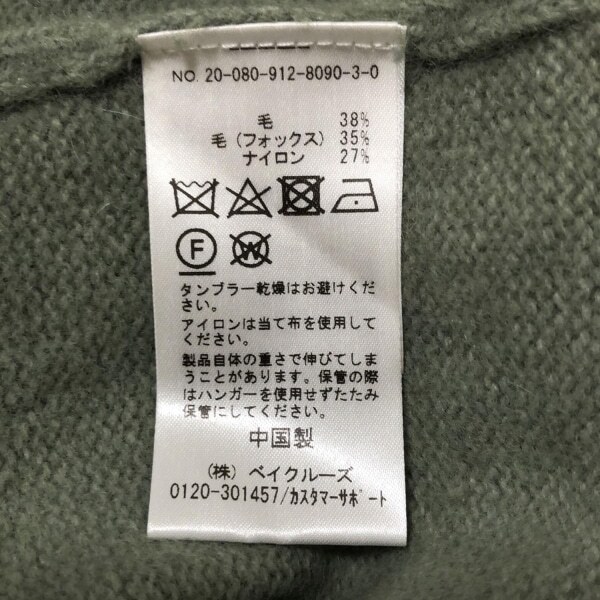 NO. 20-080-912-8090-3-0
毛 38%
毛(フォックス) 35%
ナイロン 27%
F W
タンブラー乾燥はお避けくだ
さい。
アイロンは当て布を使用して
ください。
製品自体の重さで伸びてしま
うことがあります。保管の際
はハンガーを使用せずたたみ
保管にしてください。
中国製
(株) ベイクルーズ
0120-301457/カスタマーサポート